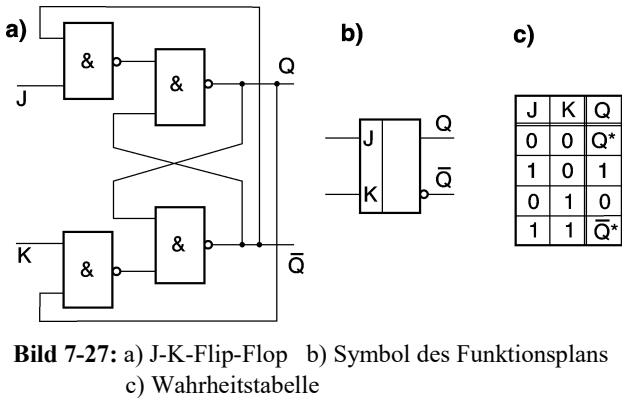 a)
&
&
Q
J
K
&
&
Q̅
b)
J
K
Q
Q̅
c)
J K Q
0 0 Q*
1 0 1
0 1 0
1 1 Q̅*
Bild 7-27: a) J-K-Flip-Flop b) Symbol des Funktionsplans
c) Wahrheitstabelle